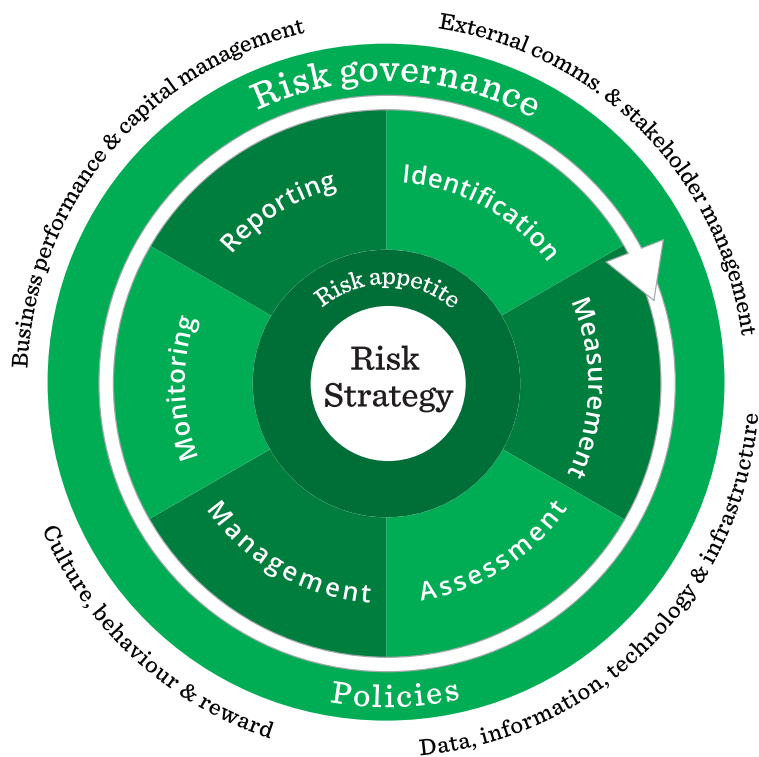 Business performance & capital management
External comms. & stakeholder management
Risk governance
Reporting
Identification
Risk appetite
Risk
Strategy
Monitoring
Measurement
Management
Assessment
Policies
Culture, behaviour & reward
Data, information, technology & infrastructure